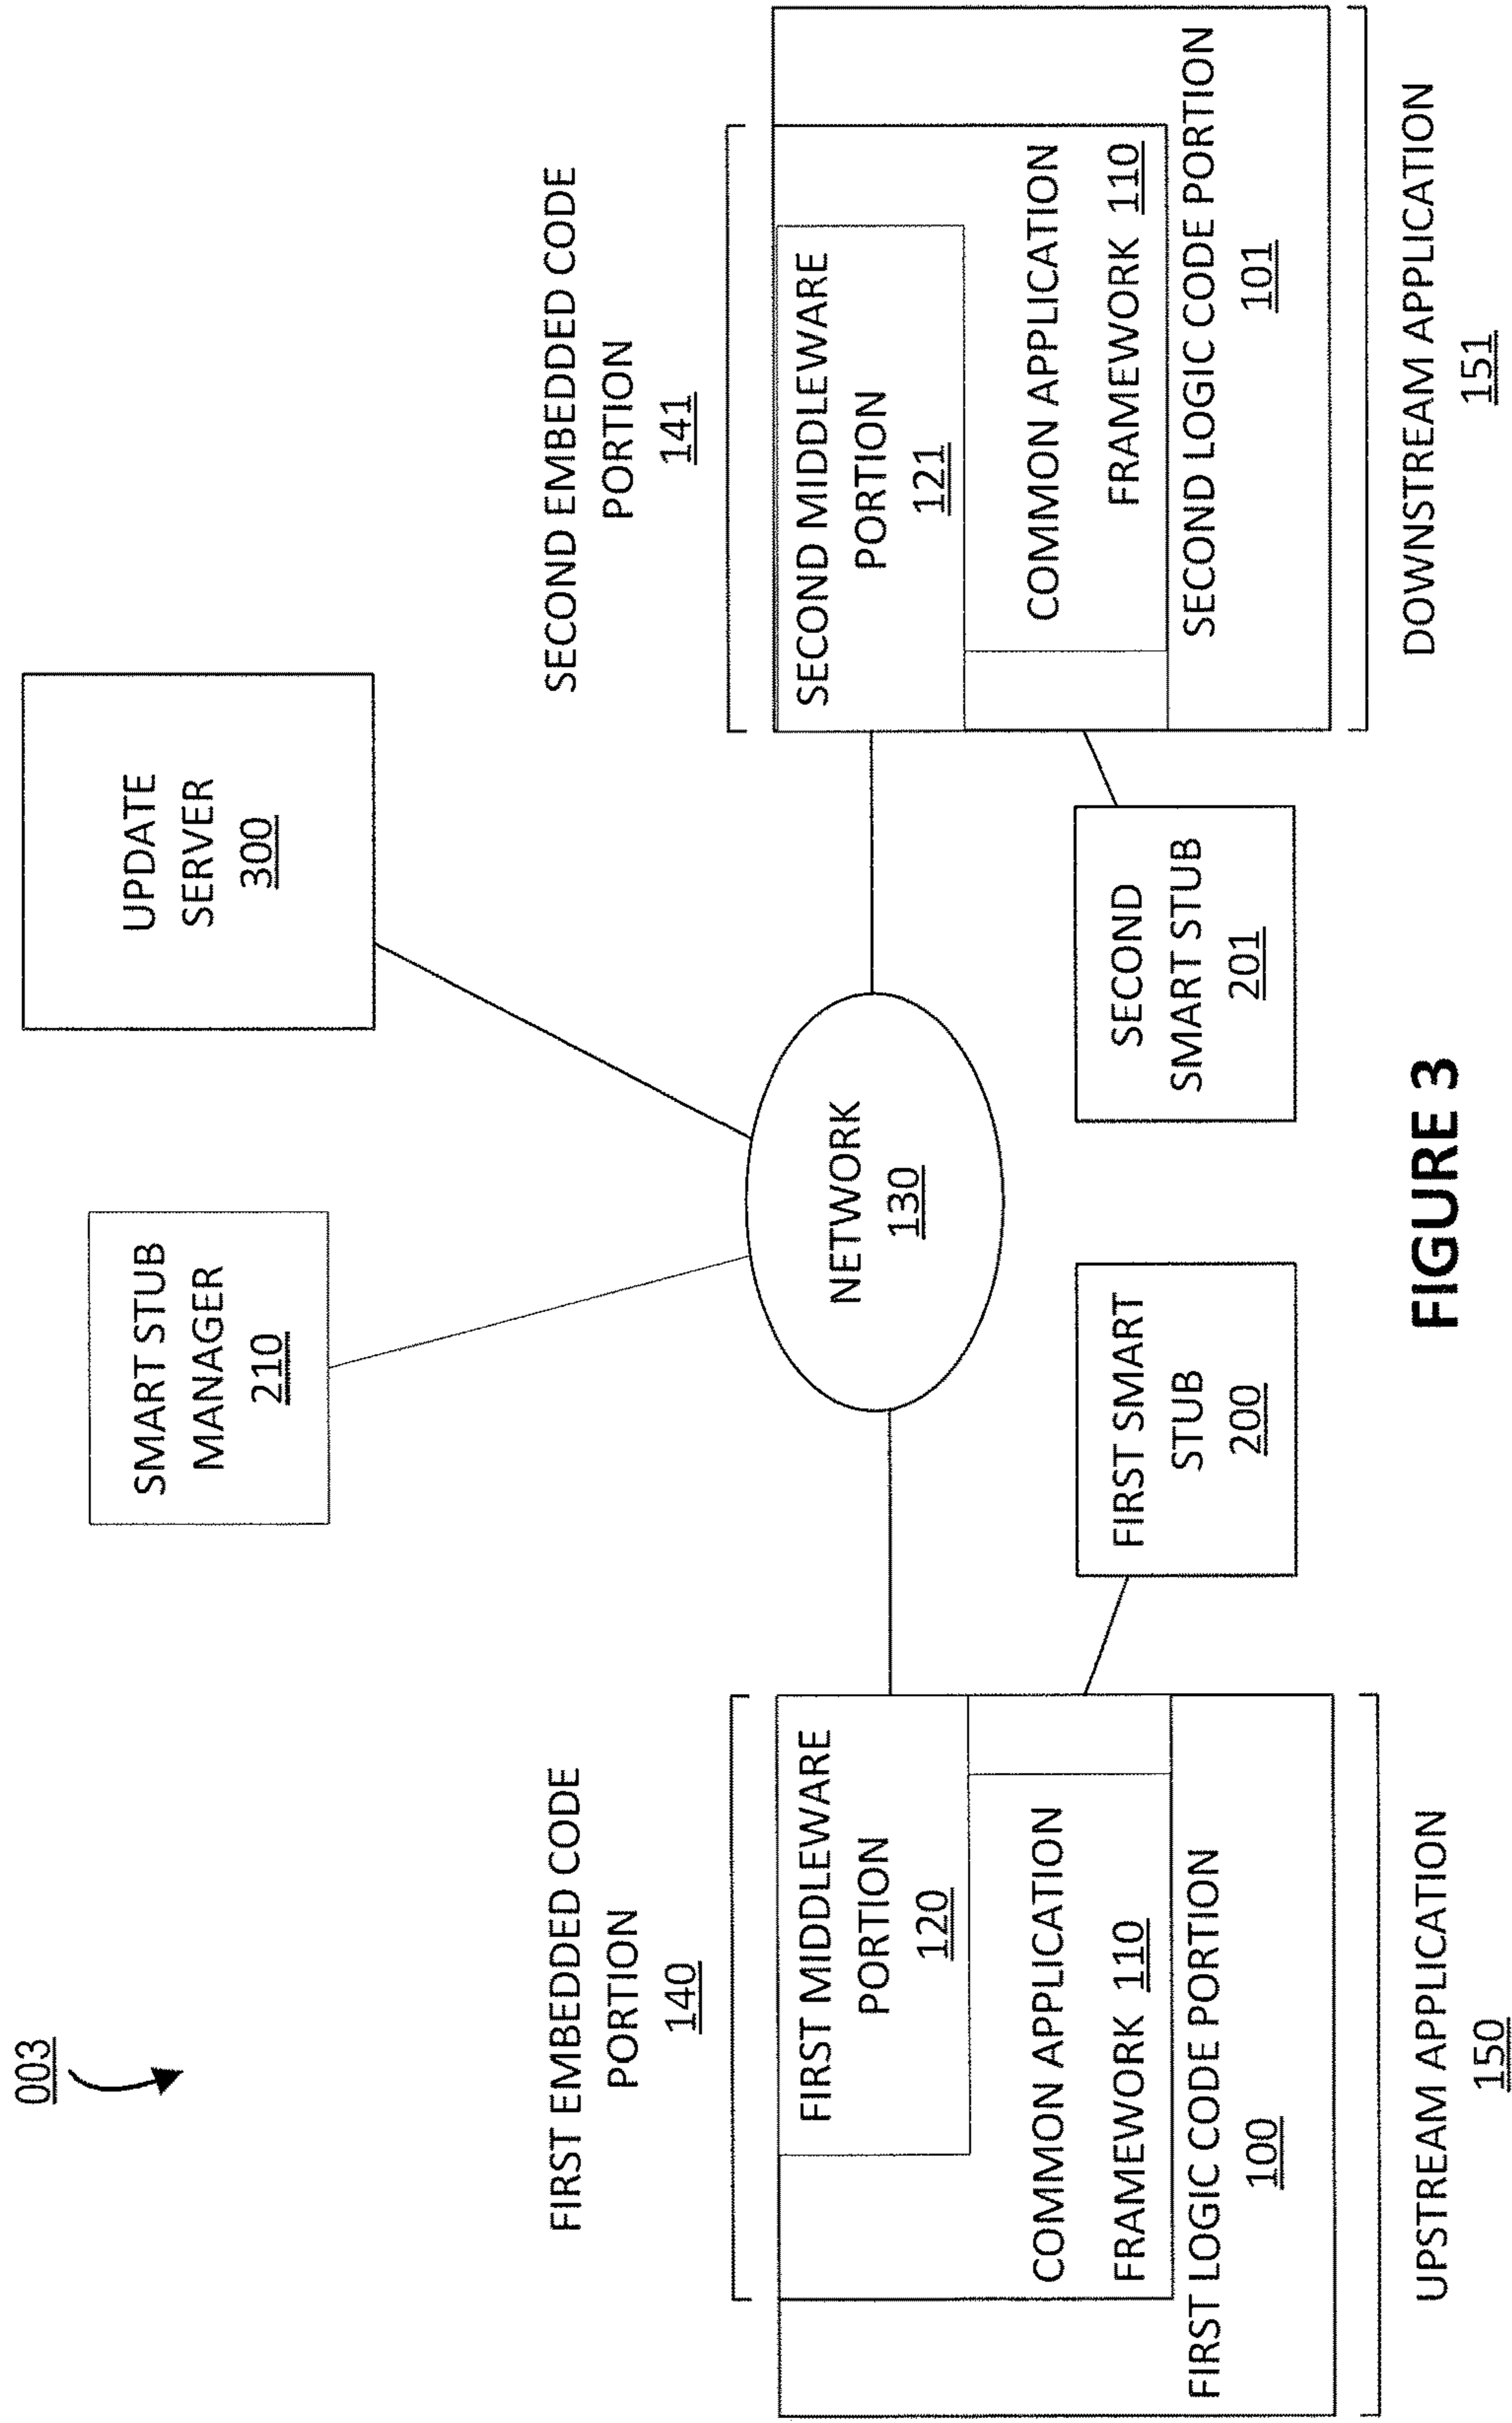 003
SMART STUB
MANAGER
210
UPDATE
SERVER
300
FIRST EMBEDDED CODE
PORTION
140
SECOND EMBEDDED CODE
PORTION
141
FIRST MIDDLEWARE
PORTION
120
COMMON APPLICATION
FRAMEWORK 110
FIRST LOGIC CODE PORTION
100
UPSTREAM APPLICATION
150
NETWORK
130
FIRST SMART
STUB
200
SECOND
SMART STUB
201
SECOND MIDDLEWARE
PORTION
121
COMMON APPLICATION
FRAMEWORK 110
SECOND LOGIC CODE PORTION
101
DOWNSTREAM APPLICATION
151
FIGURE 3